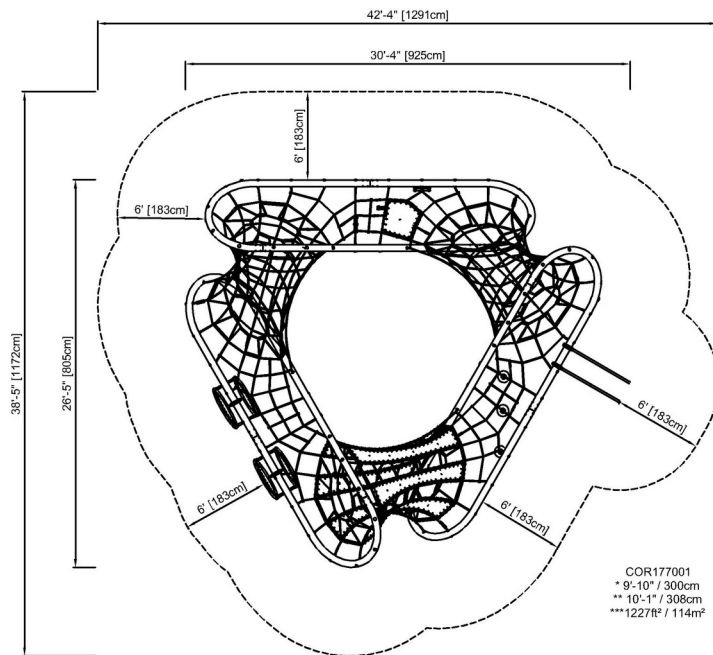 42'-4" [1291cm]
30'-4" [925cm]
6' [183cm]
6' [183cm]
38'-5" [1172cm]
26'-5" [805cm]
6' [183cm]
6' [183cm]
6' [183cm]
COR177001
* 9'-10" / 300cm
** 10'-1" / 308cm
***1227ft² / 114m²